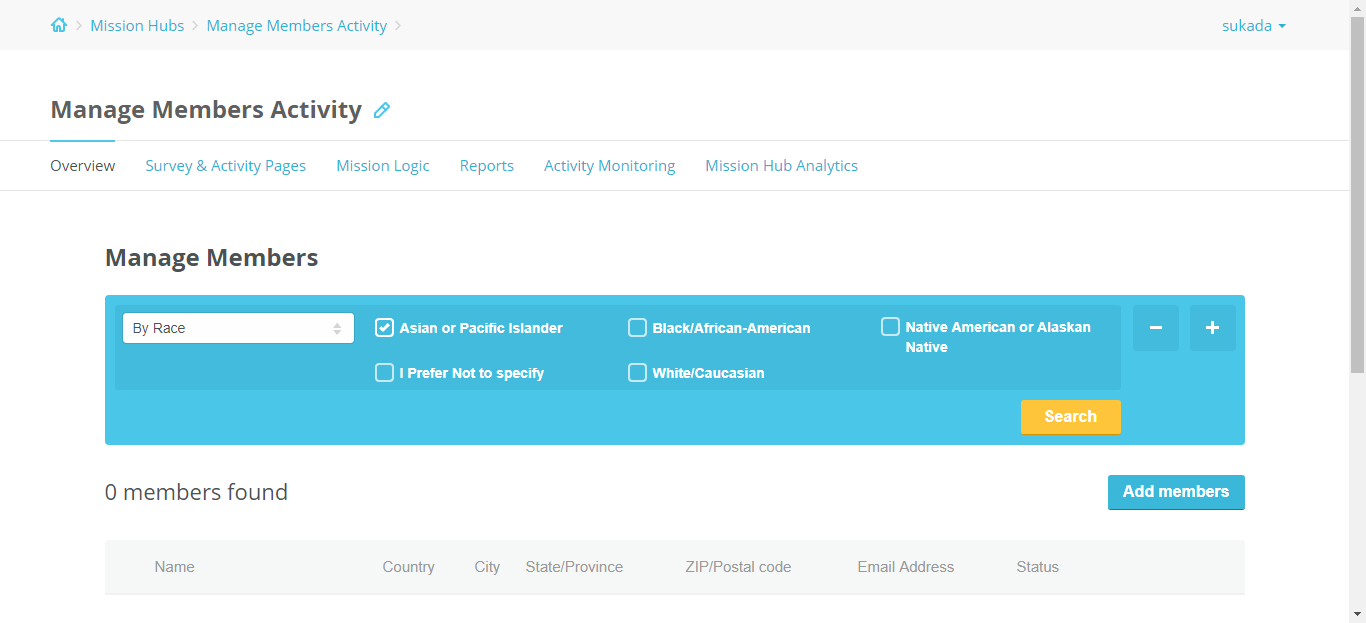 Mission Hubs Manage Members Activity sukada
Manage Members Activity
Overview Survey & Activity Pages Mission Logic Reports Activity Monitoring Mission Hub Analytics
Manage Members
By Race Asian or Pacific Islander Black/African-American Native American or Alaskan
Native
I Prefer Not to specify White/Caucasian
Search
0 members found Add members
Name Country City State/Province ZIP/Postal code Email Address Status